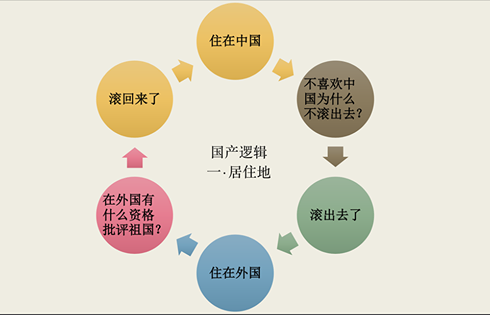 住在中国
不喜欢中
国为什么
不滚出去?
滚出去了
住在外国
在外国有
什么资格
批评祖国?
滚回来了
国产逻辑
一.居住地